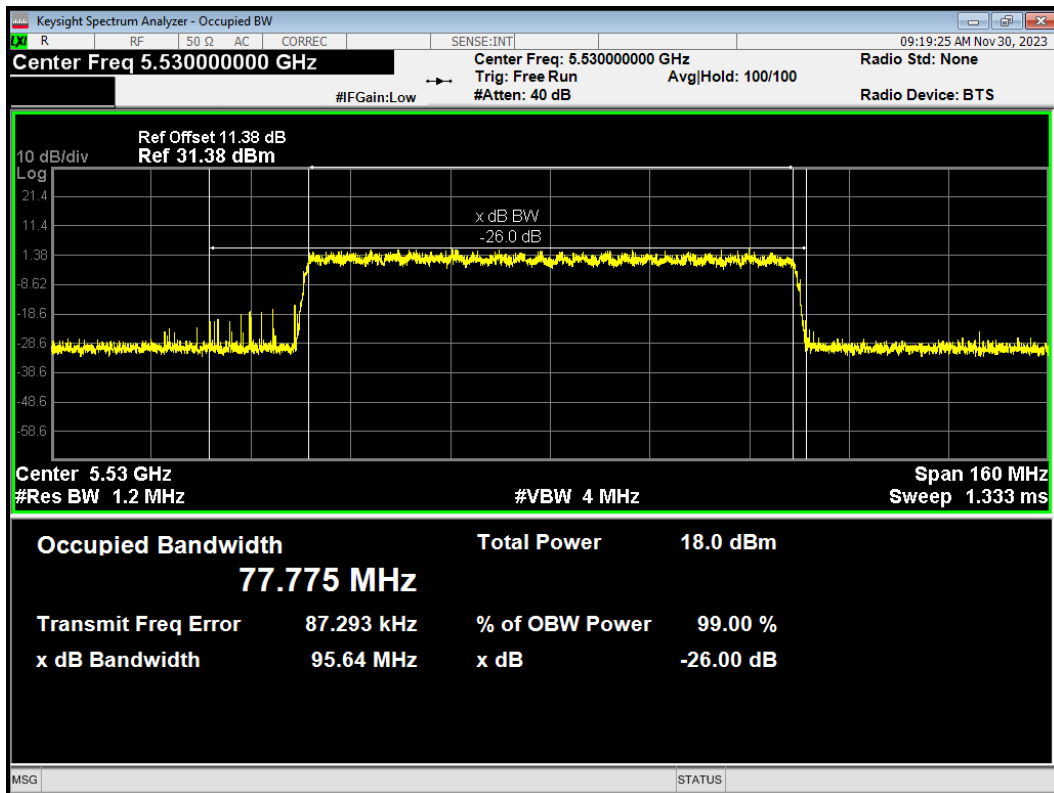 Keysight Spectrum Analyzer - Occupied BW
LXI R RF 50 Ω AC CORREC SENSE:INT 09:19:25 AM Nov 30, 2023
Center Freq 5.530000000 GHz
Center Freq: 5.530000000 GHz Radio Std: None
Trig: Free Run Avg|Hold: 100/100
#IFGain:Low #Atten: 40 dB Radio Device: BTS
Ref Offset 11.38 dB
10 dB/div Ref 31.38 dBm
Log
21.4
11.4
1.38
-8.62
-18.6
-28.6
-38.6
-48.6
-58.6
x dB BW
-26.0 dB
Center 5.53 GHz Span 160 MHz
#Res BW 1.2 MHz #VBW 4 MHz Sweep 1.333 ms
Occupied Bandwidth Total Power 18.0 dBm
77.775 MHz
Transmit Freq Error 87.293 kHz % of OBW Power 99.00 %
x dB Bandwidth 95.64 MHz x dB -26.00 dB
MSG STATUS